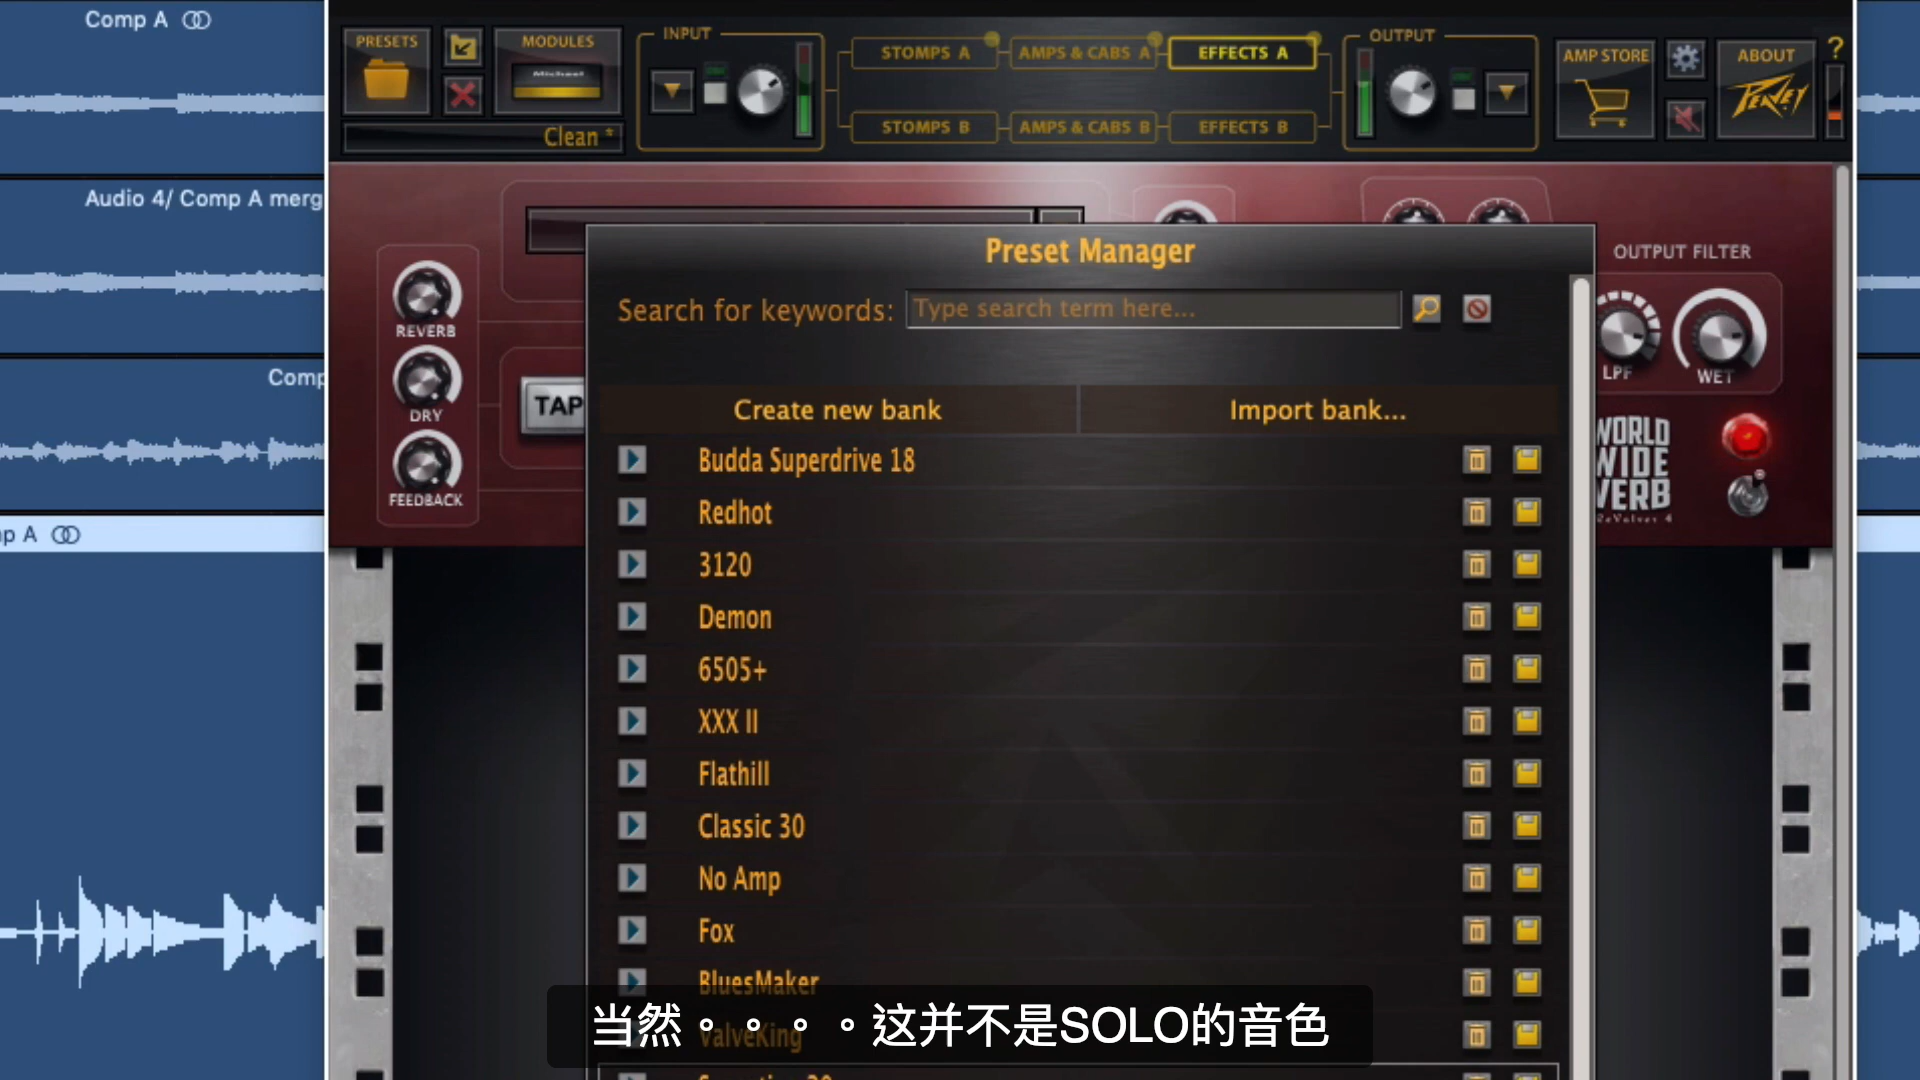 Comp A
Audio 4/ Comp A merg
Comp
p A
PRESETS
MODULES
Michael
Clean *
INPUT
STOMPS A
AMPS & CABS A
EFFECTS A
STOMPS B
AMPS & CABS B
EFFECTS B
OUTPUT
AMP STORE
ABOUT
PEAVEY
?
REVERB
DRY
FEEDBACK
TAP
OUTPUT FILTER
LPF
WET
WORLD
WIDE
VERB
ReValver 4
Preset Manager
Search for keywords:
Type search term here...
Create new bank
Import bank...
Budda Superdrive 18
Redhot
3120
Demon
6505+
XXX II
Flathill
Classic 30
No Amp
Fox
BluesMaker
ValveKing
当然。。。。这并不是SOLO的音色